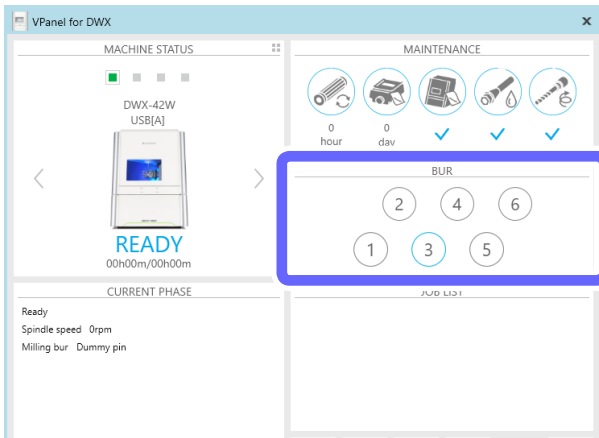 VPanel for DWX
MACHINE STATUS
DWX-42W
USB[A]
READY
00h00m/00h00m
MAINTENANCE
0
hour
0
day
BUR
2
4
6
1
3
5
CURRENT PHASE
Ready
Spindle speed 0rpm
Milling bur Dummy pin
JOB LIST